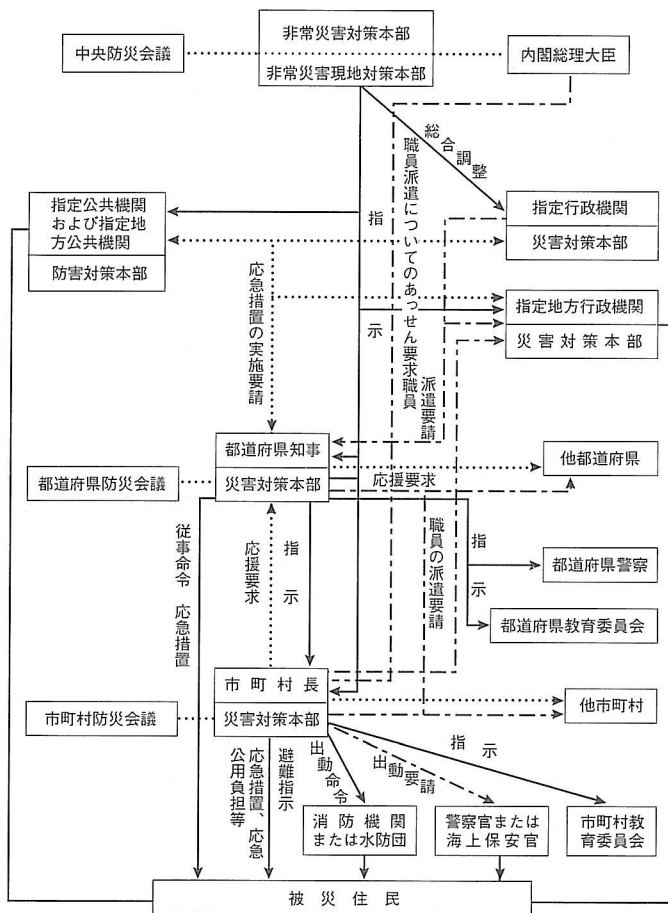 非常災害対策本部
中央防災会議
内閣総理大臣
非常災害現地対策本部
総合調整
職員派遣についてのあっせん要求職員
指定公共機関
および指定地
方公共機関
防害対策本部
指示
指定行政機関
災害対策本部
指定地方行政機関
災害対策本部
応急措置の実施要請
派遣要請
都道府県知事
災害対策本部
都道府県防災会議
応援要求
他都道府県
従事命令 応急措置
応援要求
指示
職員の派遣要請
指示
都道府県警察
都道府県教育委員会
市町村長
災害対策本部
市町村防災会議
他市町村
応急措置、応急
公用負担等
避難指示
出動命令
出動要請
指示
消防機関
または水防団
警察官または
海上保安官
市町村教
育委員会
被災住民